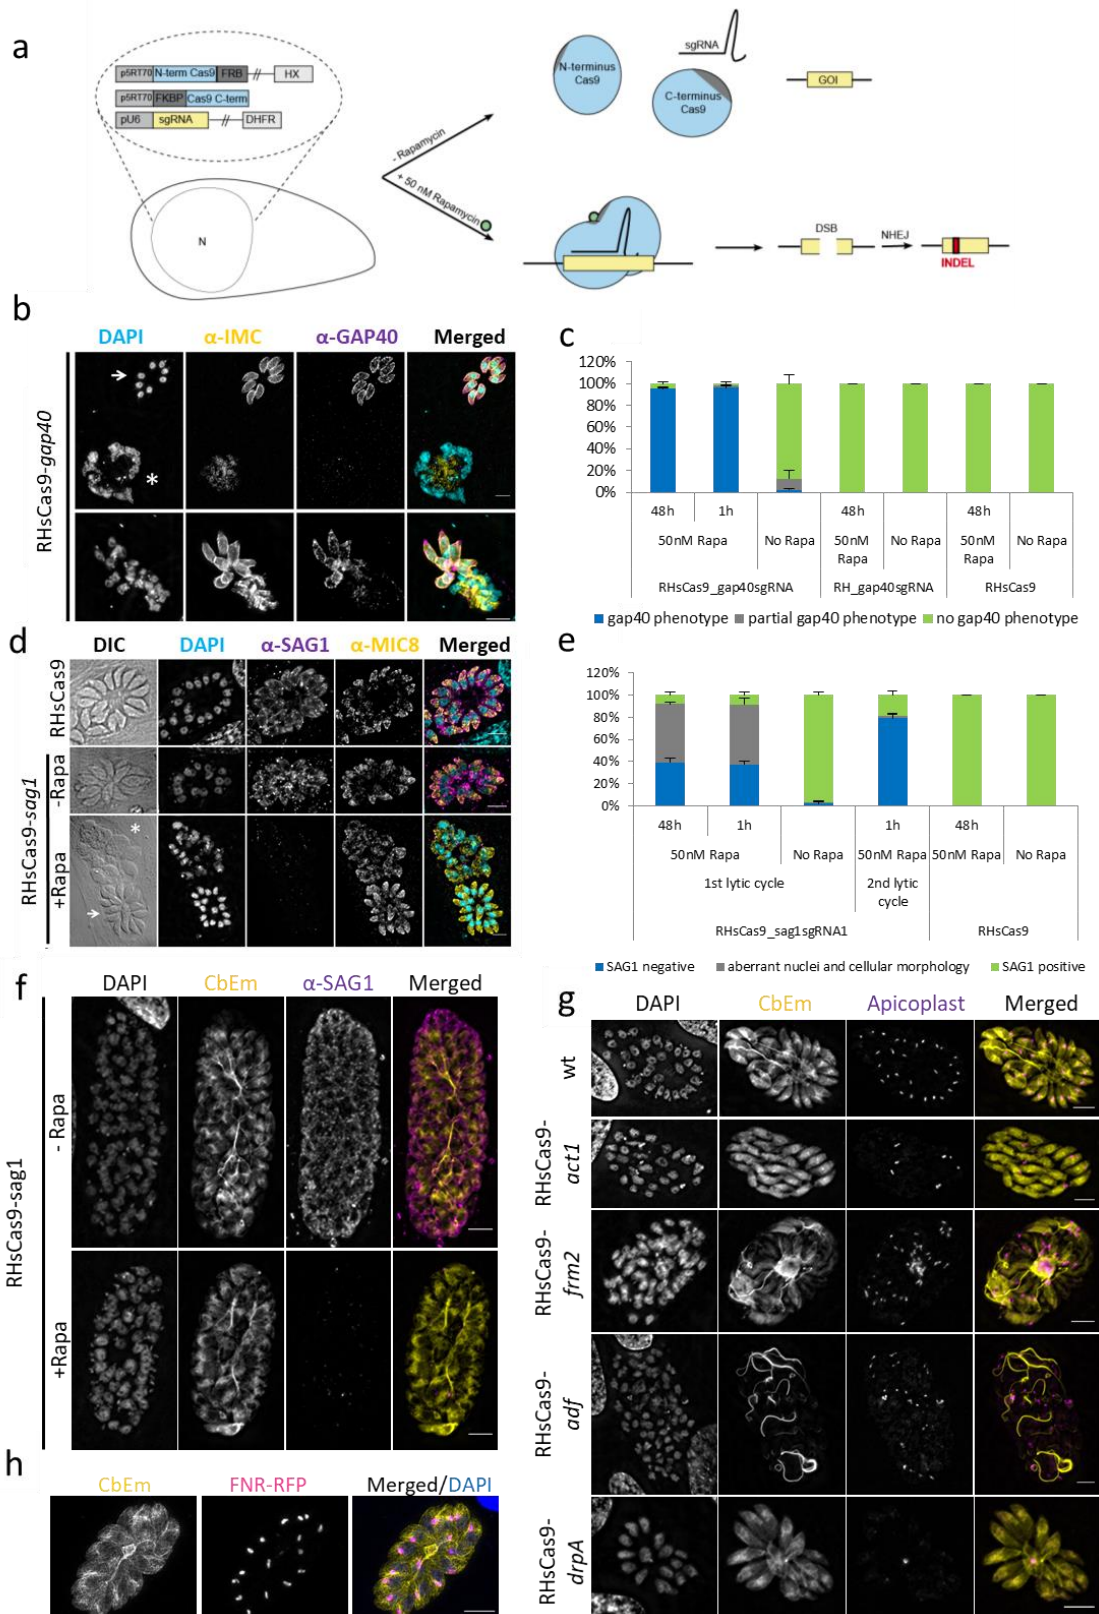 a
p5RT70 N-term Cas9 FRB // HX
p5RT70 FKBP Cas9 C-term
pU6 sgRNA // DHFR
N
- Rapamycin
+ 50 nM Rapamycin
N-terminus
Cas9
sgRNA
C-terminus
Cas9
GOI
DSB
NHEJ
INDEL
b
DAPI α-IMC α-GAP40 Merged
RHsCas9-gap40
*
c
120%
100%
80%
60%
40%
20%
0%
48h 1h 48h 48h
50nM Rapa No Rapa 50nM Rapa No Rapa 50nM Rapa No Rapa
RHsCas9_gap40sgRNA RH_gap40sgRNA RHsCas9
gap40 phenotype partial gap40 phenotype no gap40 phenotype
d
DIC DAPI α-SAG1 α-MIC8 Merged
RHsCas9
RHsCas9-sag1
-Rapa
+Rapa
*
e
120%
100%
80%
60%
40%
20%
0%
48h 1h 1h 48h
50nM Rapa No Rapa 50nM Rapa 50nM Rapa No Rapa
1st lytic cycle 2nd lytic cycle
RHsCas9_sag1sgRNA1 RHsCas9
SAG1 negative aberrant nuclei and cellular morphology SAG1 positive
f
DAPI CbEm α-SAG1 Merged
RHsCas9-sag1
- Rapa
+Rapa
g
DAPI CbEm Apicoplast Merged
wt
RHsCas9-
act1
RHsCas9-
frm2
RHsCas9-
adf
RHsCas9-
drpA
h
CbEm FNR-RFP Merged/DAPI